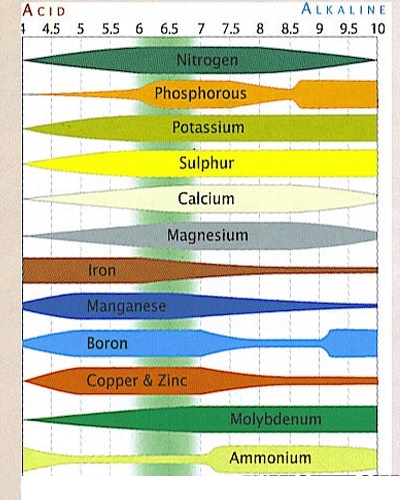 ACID ALKALINE
4 4.5 5 5.5 6 6.5 7 7.5 8 8.5 9 9.5 10
Nitrogen
Phosphorous
Potassium
Sulphur
Calcium
Magnesium
Iron
Manganese
Boron
Copper & Zinc
Molybdenum
Ammonium